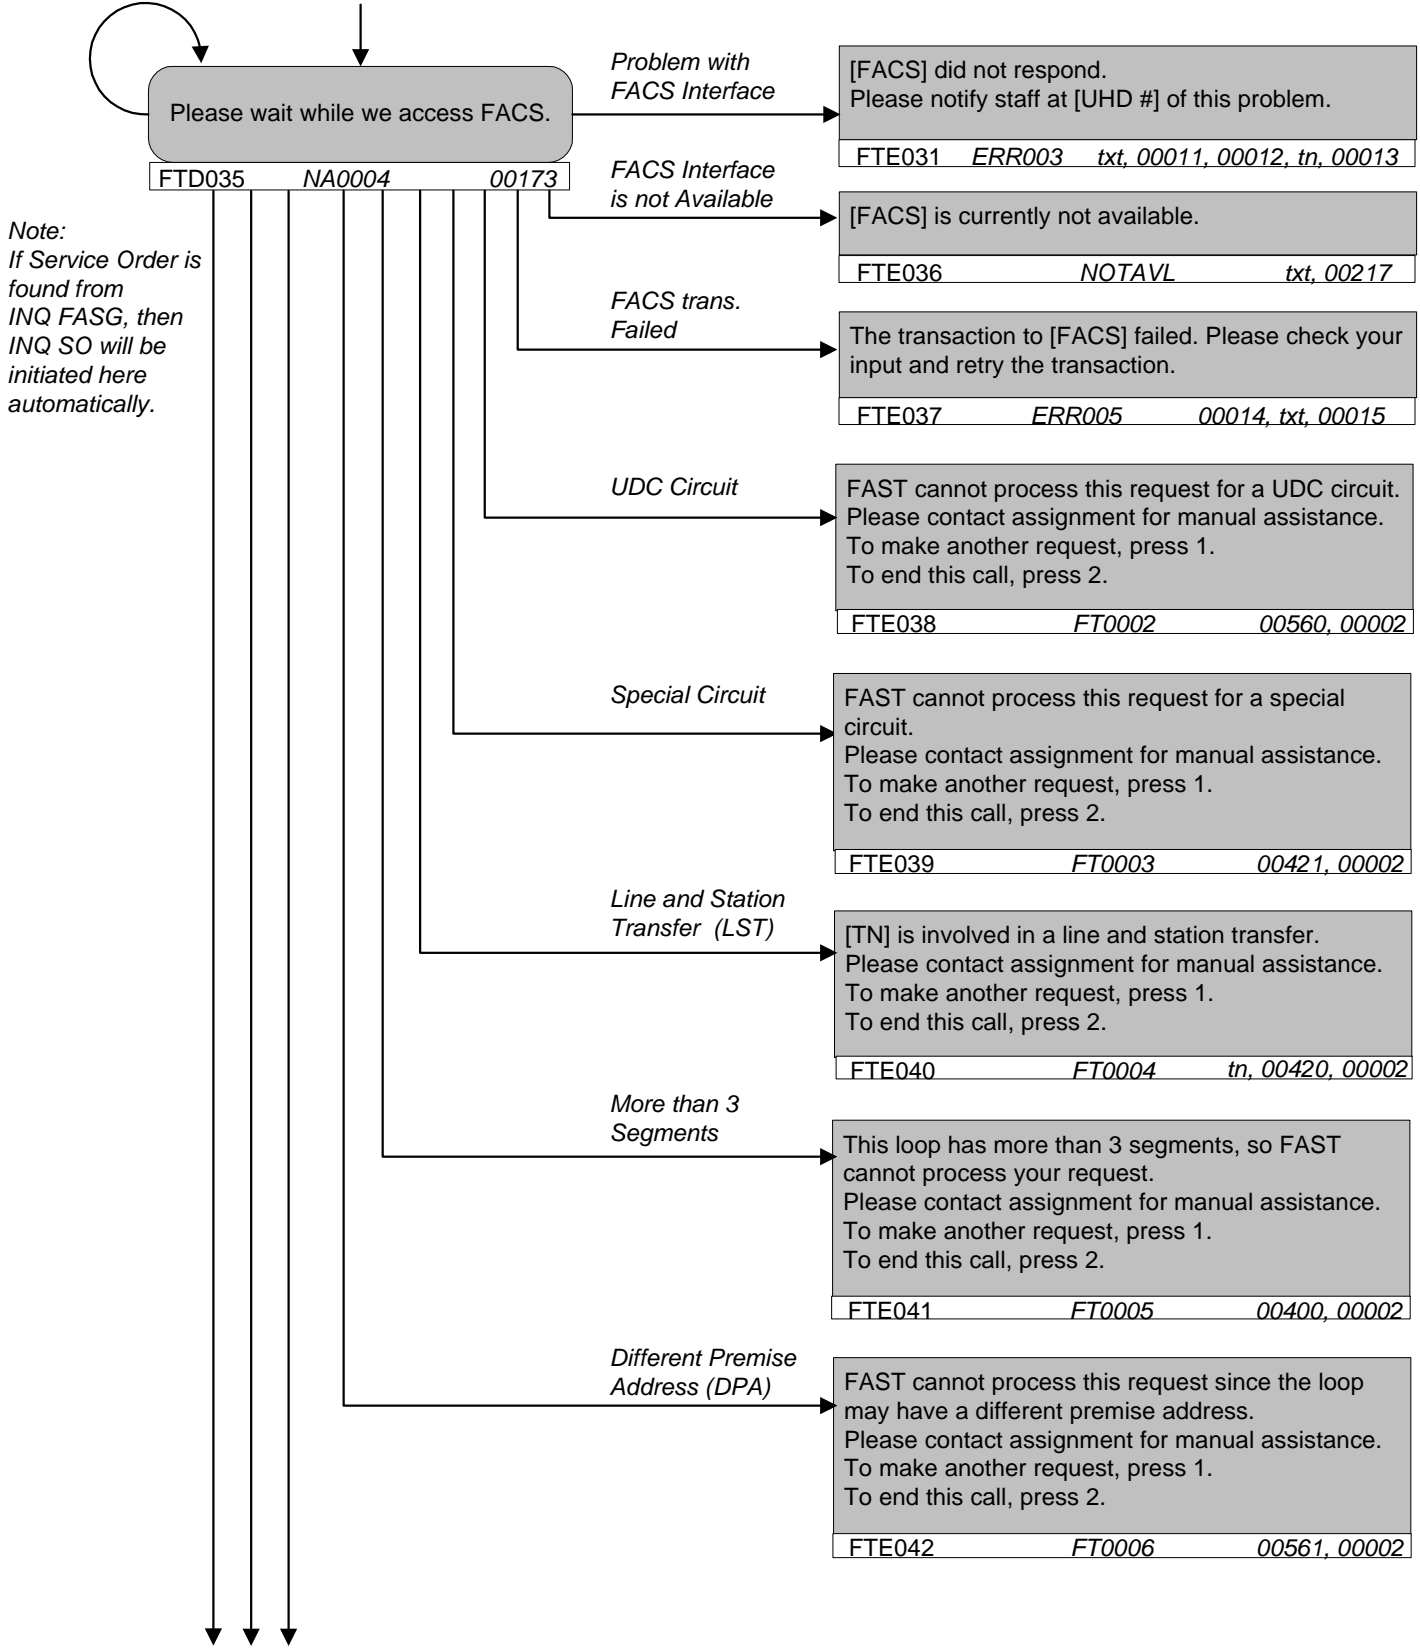 Please wait while we access FACS.
FTD035 NA0004 00173
Note:
If Service Order is
found from
INQ FASG, then
INQ SO will be
initiated here
automatically.
Problem with
FACS Interface
[FACS] did not respond.
Please notify staff at [UHD #] of this problem.
FTE031 ERR003 txt, 00011, 00012, tn, 00013
FACS Interface
is not Available
[FACS] is currently not available.
FTE036 NOTAVL txt, 00217
FACS trans.
Failed
The transaction to [FACS] failed. Please check your
input and retry the transaction.
FTE037 ERR005 00014, txt, 00015
UDC Circuit
FAST cannot process this request for a UDC circuit.
Please contact assignment for manual assistance.
To make another request, press 1.
To end this call, press 2.
FTE038 FT0002 00560, 00002
Special Circuit
FAST cannot process this request for a special
circuit.
Please contact assignment for manual assistance.
To make another request, press 1.
To end this call, press 2.
FTE039 FT0003 00421, 00002
Line and Station
Transfer (LST)
[TN] is involved in a line and station transfer.
Please contact assignment for manual assistance.
To make another request, press 1.
To end this call, press 2.
FTE040 FT0004 tn, 00420, 00002
More than 3
Segments
This loop has more than 3 segments, so FAST
cannot process your request.
Please contact assignment for manual assistance.
To make another request, press 1.
To end this call, press 2.
FTE041 FT0005 00400, 00002
Different Premise
Address (DPA)
FAST cannot process this request since the loop
may have a different premise address.
Please contact assignment for manual assistance.
To make another request, press 1.
To end this call, press 2.
FTE042 FT0006 00561, 00002